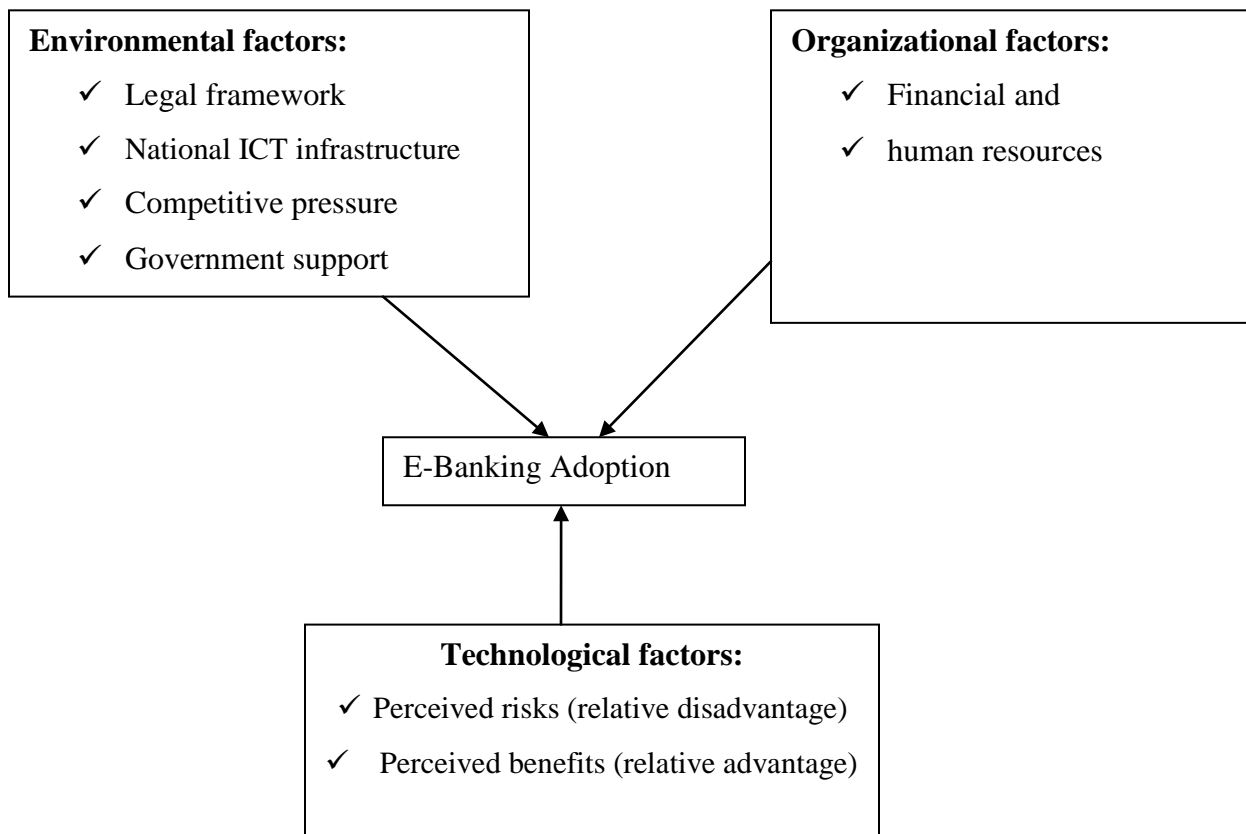 Environmental factors:
✓ Legal framework
✓ National ICT infrastructure
✓ Competitive pressure
✓ Government support
Organizational factors:
✓ Financial and
✓ human resources
E-Banking Adoption
Technological factors:
✓ Perceived risks (relative disadvantage)
✓ Perceived benefits (relative advantage)